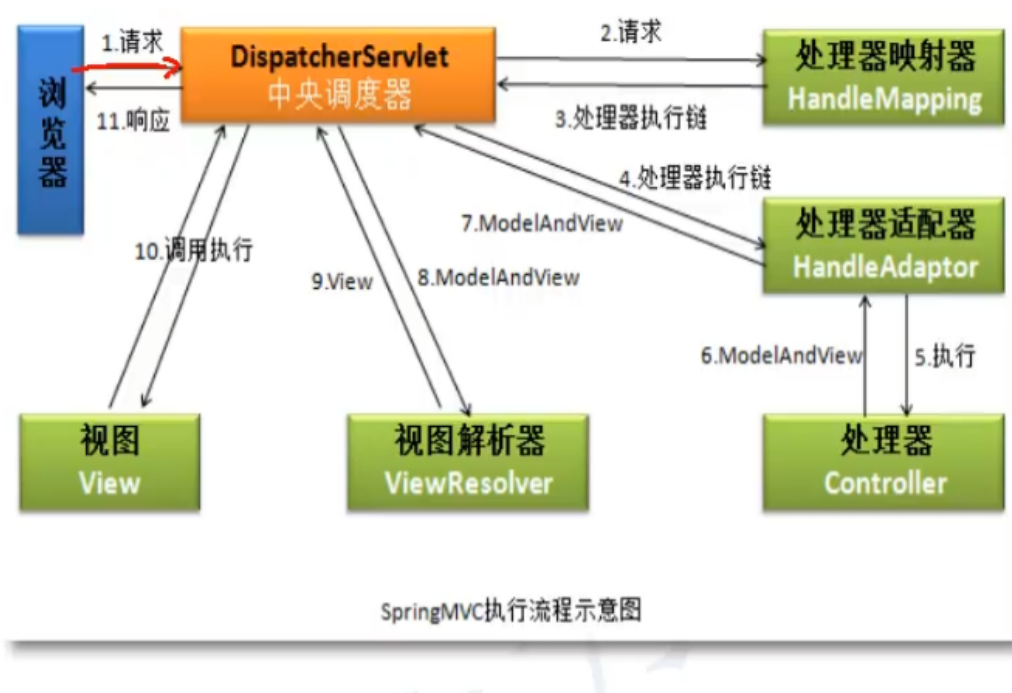 1.请求
2.请求
DispatcherServlet
中央调度器
处理器映射器
HandleMapping
浏览器
11.响应
3.处理器执行链
4.处理器执行链
处理器适配器
HandleAdaptor
7.ModelAndView
10.调用执行
9.View
8.ModelAndView
6.ModelAndView
5.执行
视图
View
视图解析器
ViewResolver
处理器
Controller
SpringMVC执行流程示意图